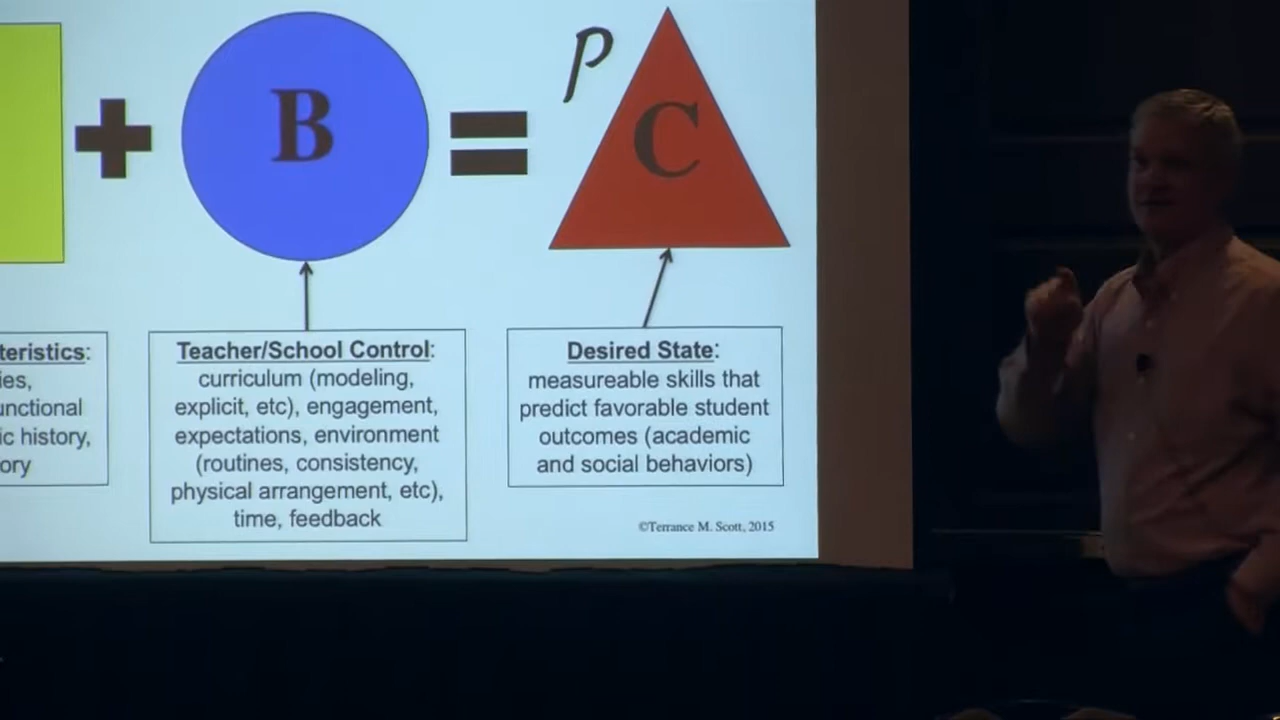 + B = p C
teristics:
ies,
unctional
ic history,
ory
Teacher/School Control:
curriculum (modeling,
explicit, etc), engagement,
expectations, environment
(routines, consistency,
physical arrangement, etc),
time, feedback
Desired State:
measureable skills that
predict favorable student
outcomes (academic
and social behaviors)
©Terrance M. Scott, 2015